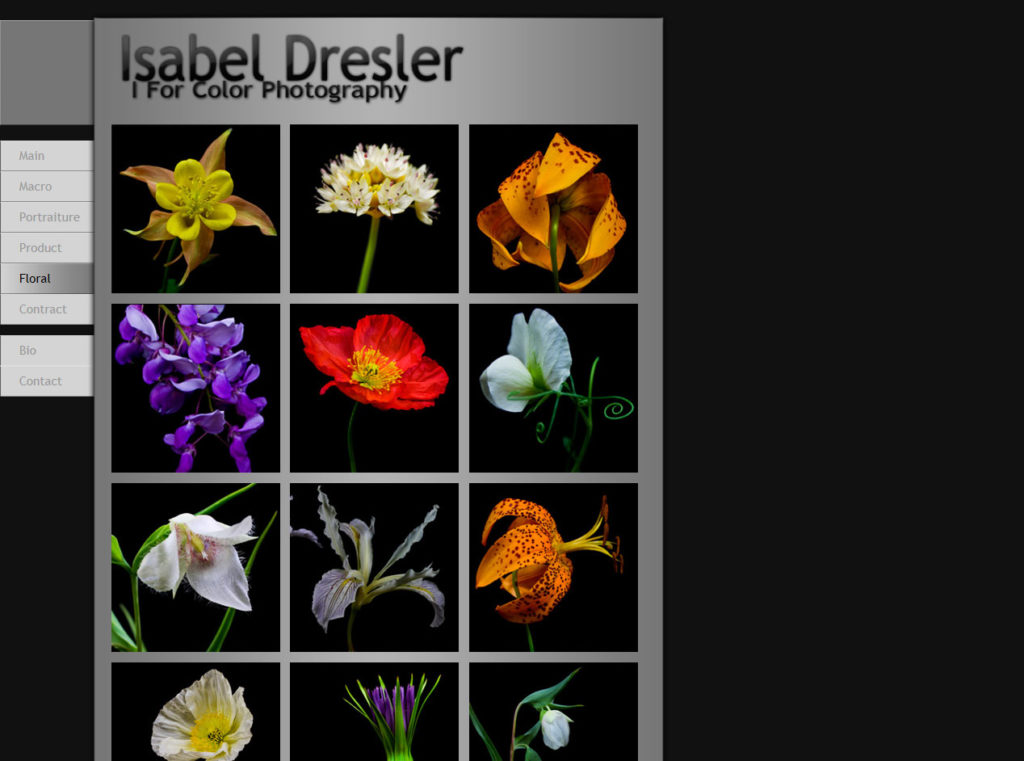 Isabel Dresler
I For Color Photography
Main
Macro
Portraiture
Product
Floral
Contract
Bio
Contact